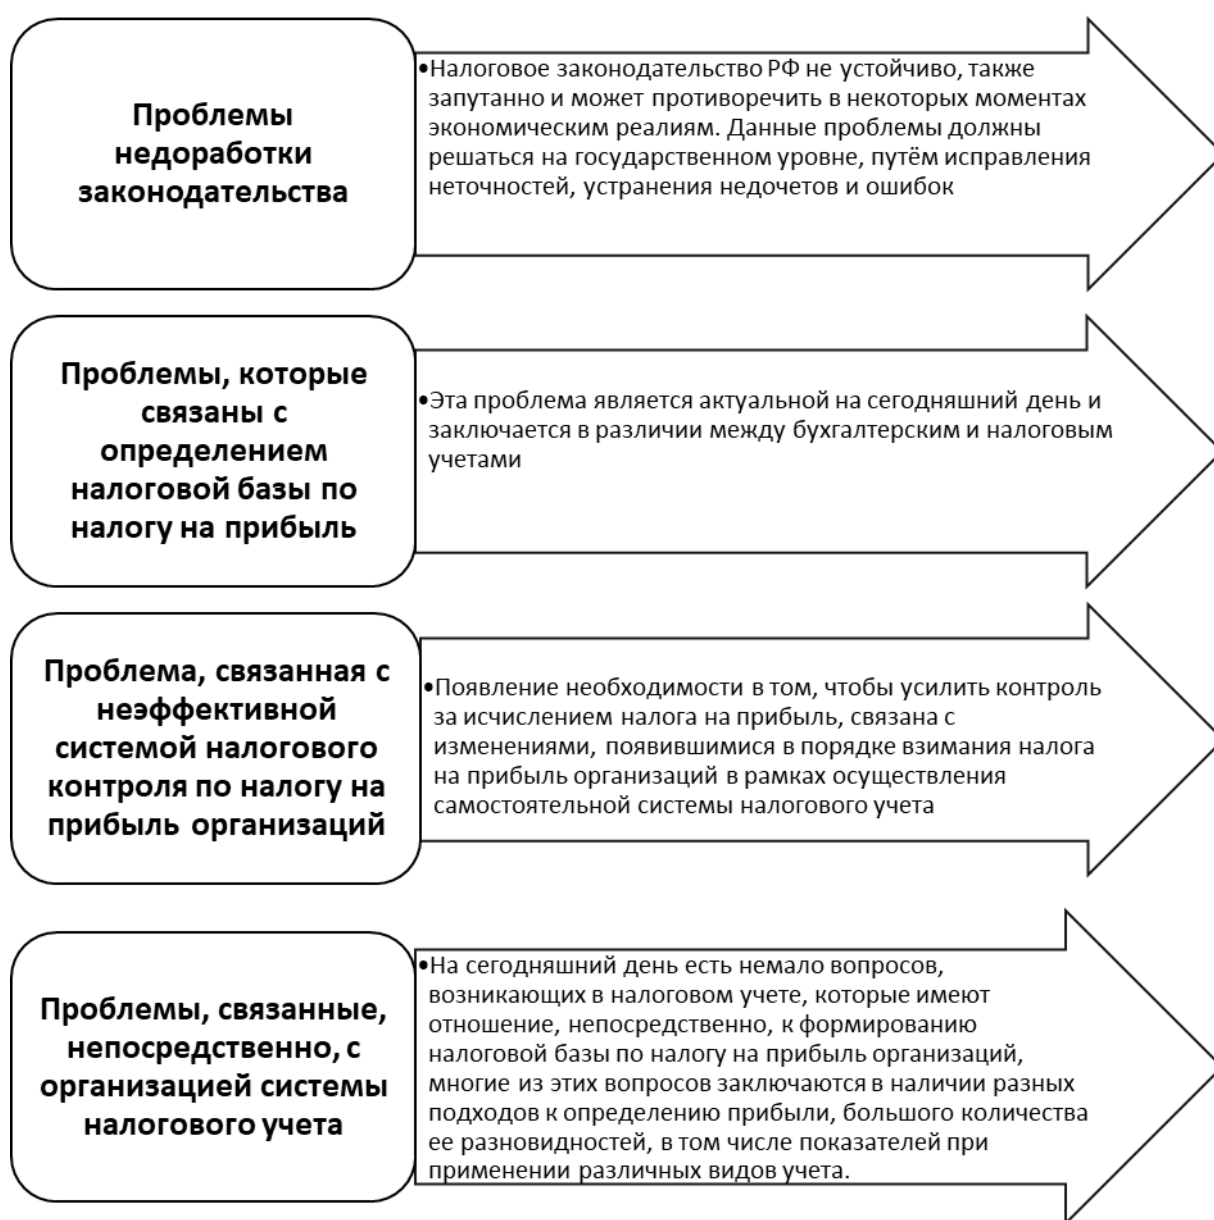 Проблемы
недоработки
законодательства
•Налоговое законодательство РФ не устойчиво, также
запутанно и может противоречить в некоторых моментах
экономическим реалиям. Данные проблемы должны
решаться на государственном уровне, путём исправления
неточностей, устранения недочетов и ошибок
Проблемы, которые
связаны с
определением
налоговой базы по
налогу на прибыль
•Эта проблема является актуальной на сегодняшний день и
заключается в различии между бухгалтерским и налоговым
учетами
Проблема, связанная с
неэффективной
системой налогового
контроля по налогу на
прибыль организаций
•Появление необходимости в том, чтобы усилить контроль
за исчислением налога на прибыль, связана с
изменениями, появившимися в порядке взимания налога
на прибыль организаций в рамках осуществления
самостоятельной системы налогового учета
Проблемы, связанные,
непосредственно, с
организацией системы
налогового учета
•На сегодняшний день есть немало вопросов,
возникающих в налоговом учете, которые имеют
отношение, непосредственно, к формированию
налоговой базы по налогу на прибыль организаций,
многие из этих вопросов заключаются в наличии разных
подходов к определению прибыли, большого количества
ее разновидностей, в том числе показателей при
применении различных видов учета.